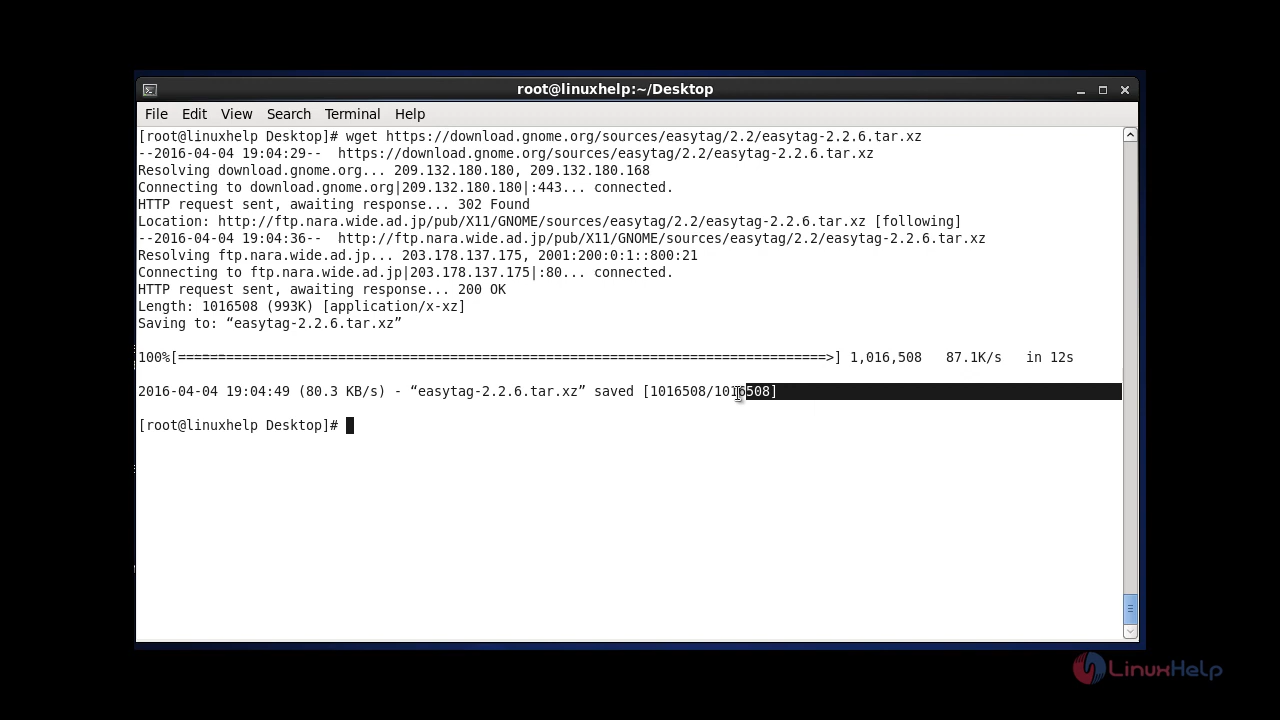 root@linuxhelp:~/Desktop
File Edit View Search Terminal Help
[root@linuxhelp Desktop]# wget https://download.gnome.org/sources/easytag/2.2/easytag-2.2.6.tar.xz
--2016-04-04 19:04:29--  https://download.gnome.org/sources/easytag/2.2/easytag-2.2.6.tar.xz
Resolving download.gnome.org... 209.132.180.180, 209.132.180.168
Connecting to download.gnome.org|209.132.180.180|:443... connected.
HTTP request sent, awaiting response... 302 Found
Location: http://ftp.nara.wide.ad.jp/pub/X11/GNOME/sources/easytag/2.2/easytag-2.2.6.tar.xz [following]
--2016-04-04 19:04:36--  http://ftp.nara.wide.ad.jp/pub/X11/GNOME/sources/easytag/2.2/easytag-2.2.6.tar.xz
Resolving ftp.nara.wide.ad.jp... 203.178.137.175, 2001:200:0:1::800:21
Connecting to ftp.nara.wide.ad.jp|203.178.137.175|:80... connected.
HTTP request sent, awaiting response... 200 OK
Length: 1016508 (993K) [application/x-xz]
Saving to: “easytag-2.2.6.tar.xz”
100%[=================================================================================>] 1,016,508   87.1K/s   in 12s
2016-04-04 19:04:49 (80.3 KB/s) - “easytag-2.2.6.tar.xz” saved [1016508/1016508]
[root@linuxhelp Desktop]#
LinuxHelp